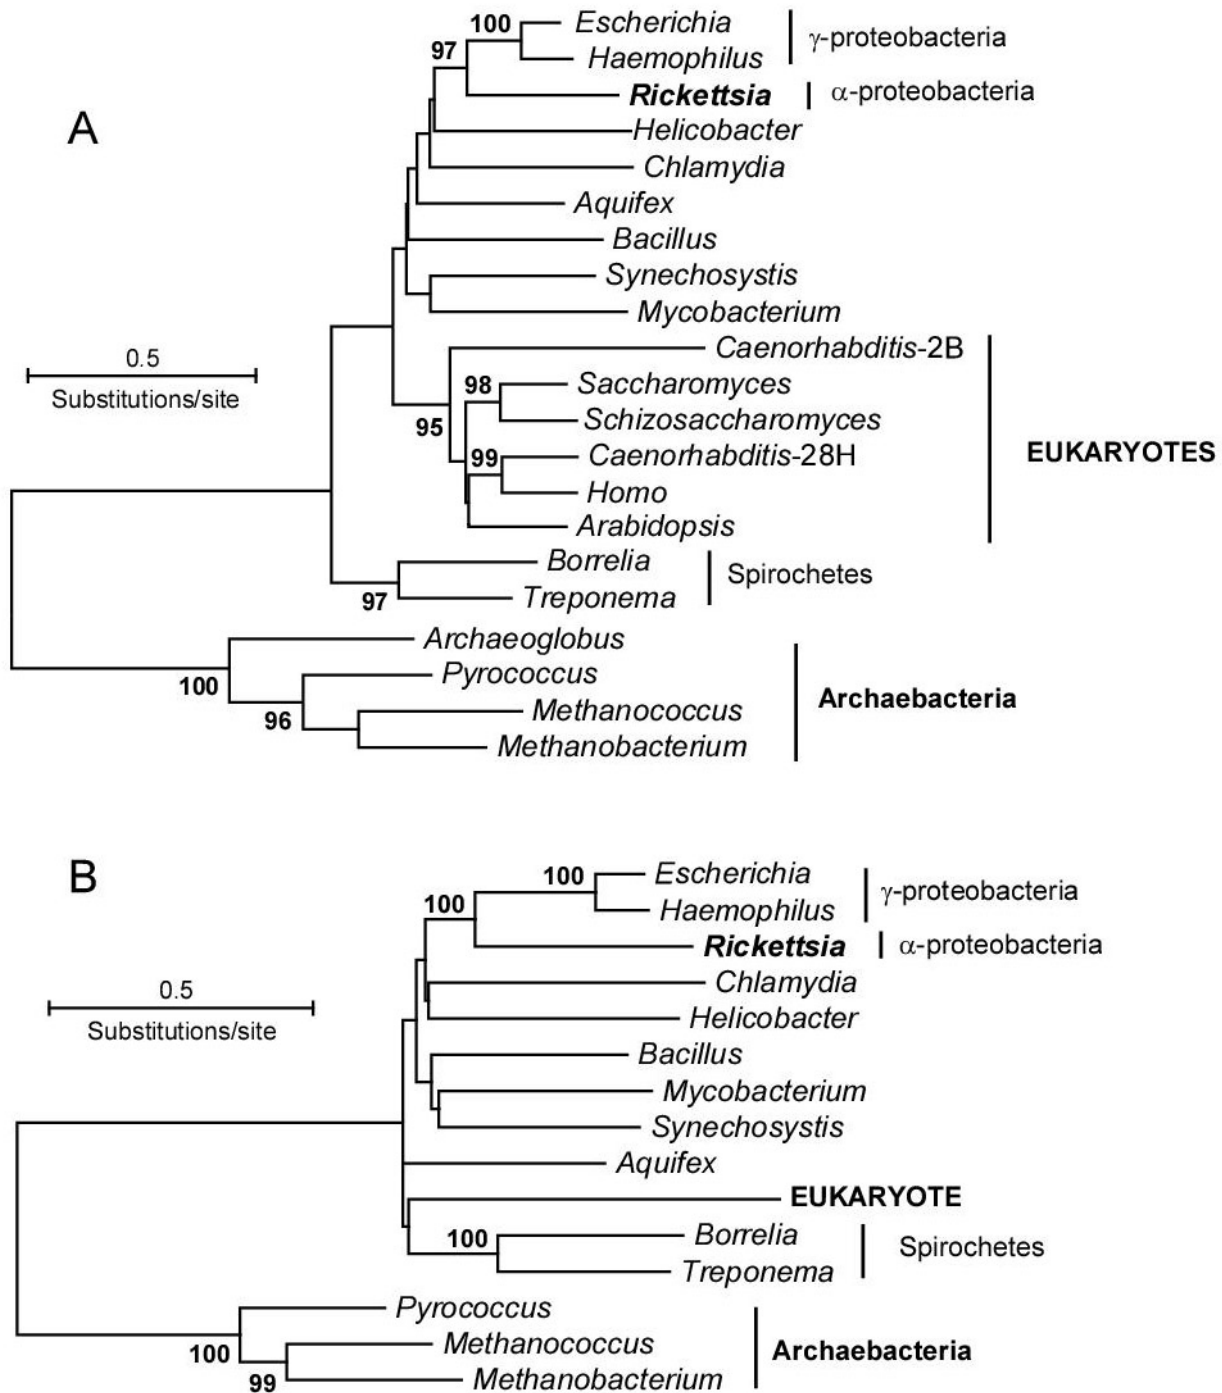 100
Escherichia
γ-proteobacteria
97
Haemophilus
Rickettsia
α-proteobacteria
A
Helicobacter
Chlamydia
Aquifex
Bacillus
Synechosystis
Mycobacterium
0.5
Substitutions/site
Caenorhabditis-2B
98
Saccharomyces
95
Schizosaccharomyces
99
Caenorhabditis-28H
EUKARYOTES
Homo
Arabidopsis
Borrelia
Spirochetes
97
Treponema
Archaeoglobus
100
Pyrococcus
Archaebacteria
96
Methanococcus
Methanobacterium
B
100
Escherichia
γ-proteobacteria
100
Haemophilus
Rickettsia
α-proteobacteria
0.5
Substitutions/site
Chlamydia
Helicobacter
Bacillus
Mycobacterium
Synechosystis
Aquifex
EUKARYOTE
100
Borrelia
Spirochetes
Treponema
Pyrococcus
100
Methanococcus
Archaebacteria
99
Methanobacterium